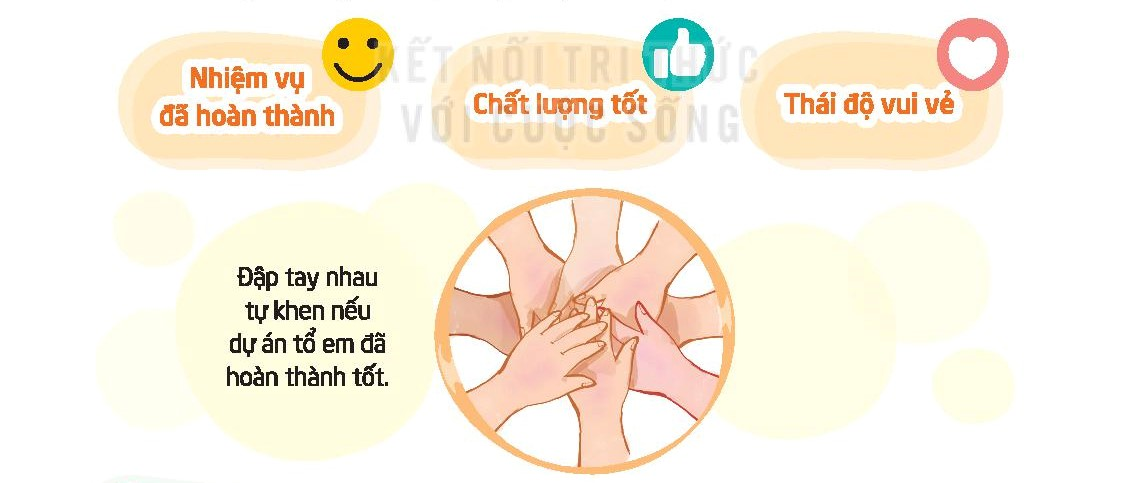 KẾT NỐI TRI THỨC
VỚI CUỘC SỐNG
Nhiệm vụ
đã hoàn thành
Chất lượng tốt
Thái độ vui vẻ
Đập tay nhau
tự khen nếu
dự án tổ em đã
hoàn thành tốt.